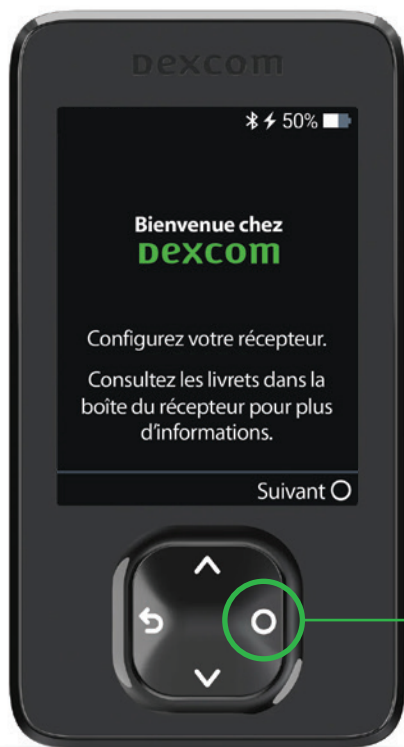 Dexcom
50%
Bienvenue chez
Dexcom
Configurez votre récepteur.
Consultez les livrets dans la
boîte du récepteur pour plus
d'informations.
Suivant